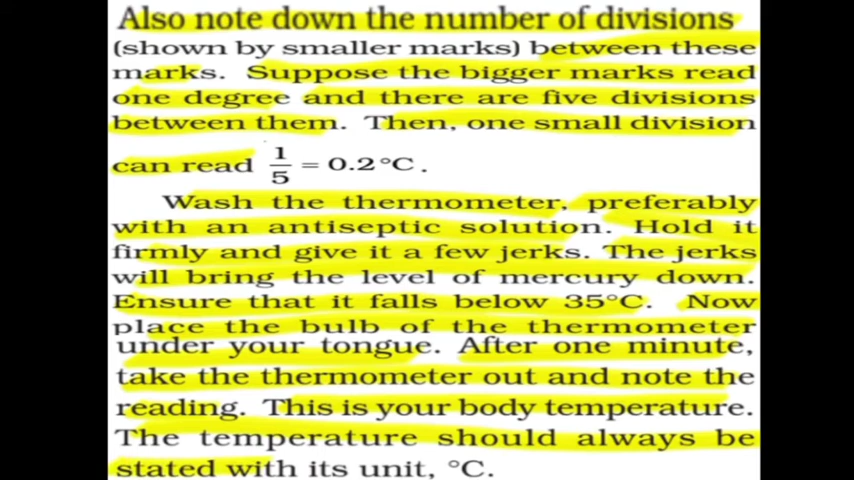 Also note down the number of divisions
(shown by smaller marks) between these
marks. Suppose the bigger marks read
one degree and there are five divisions
between them. Then, one small division
can read 1/5 = 0.2°C.
Wash the thermometer, preferably
with an antiseptic solution. Hold it
firmly and give it a few jerks. The jerks
will bring the level of mercury down.
Ensure that it falls below 35°C. Now
place the bulb of the thermometer
under your tongue. After one minute,
take the thermometer out and note the
reading. This is your body temperature.
The temperature should always be
stated with its unit, °C.